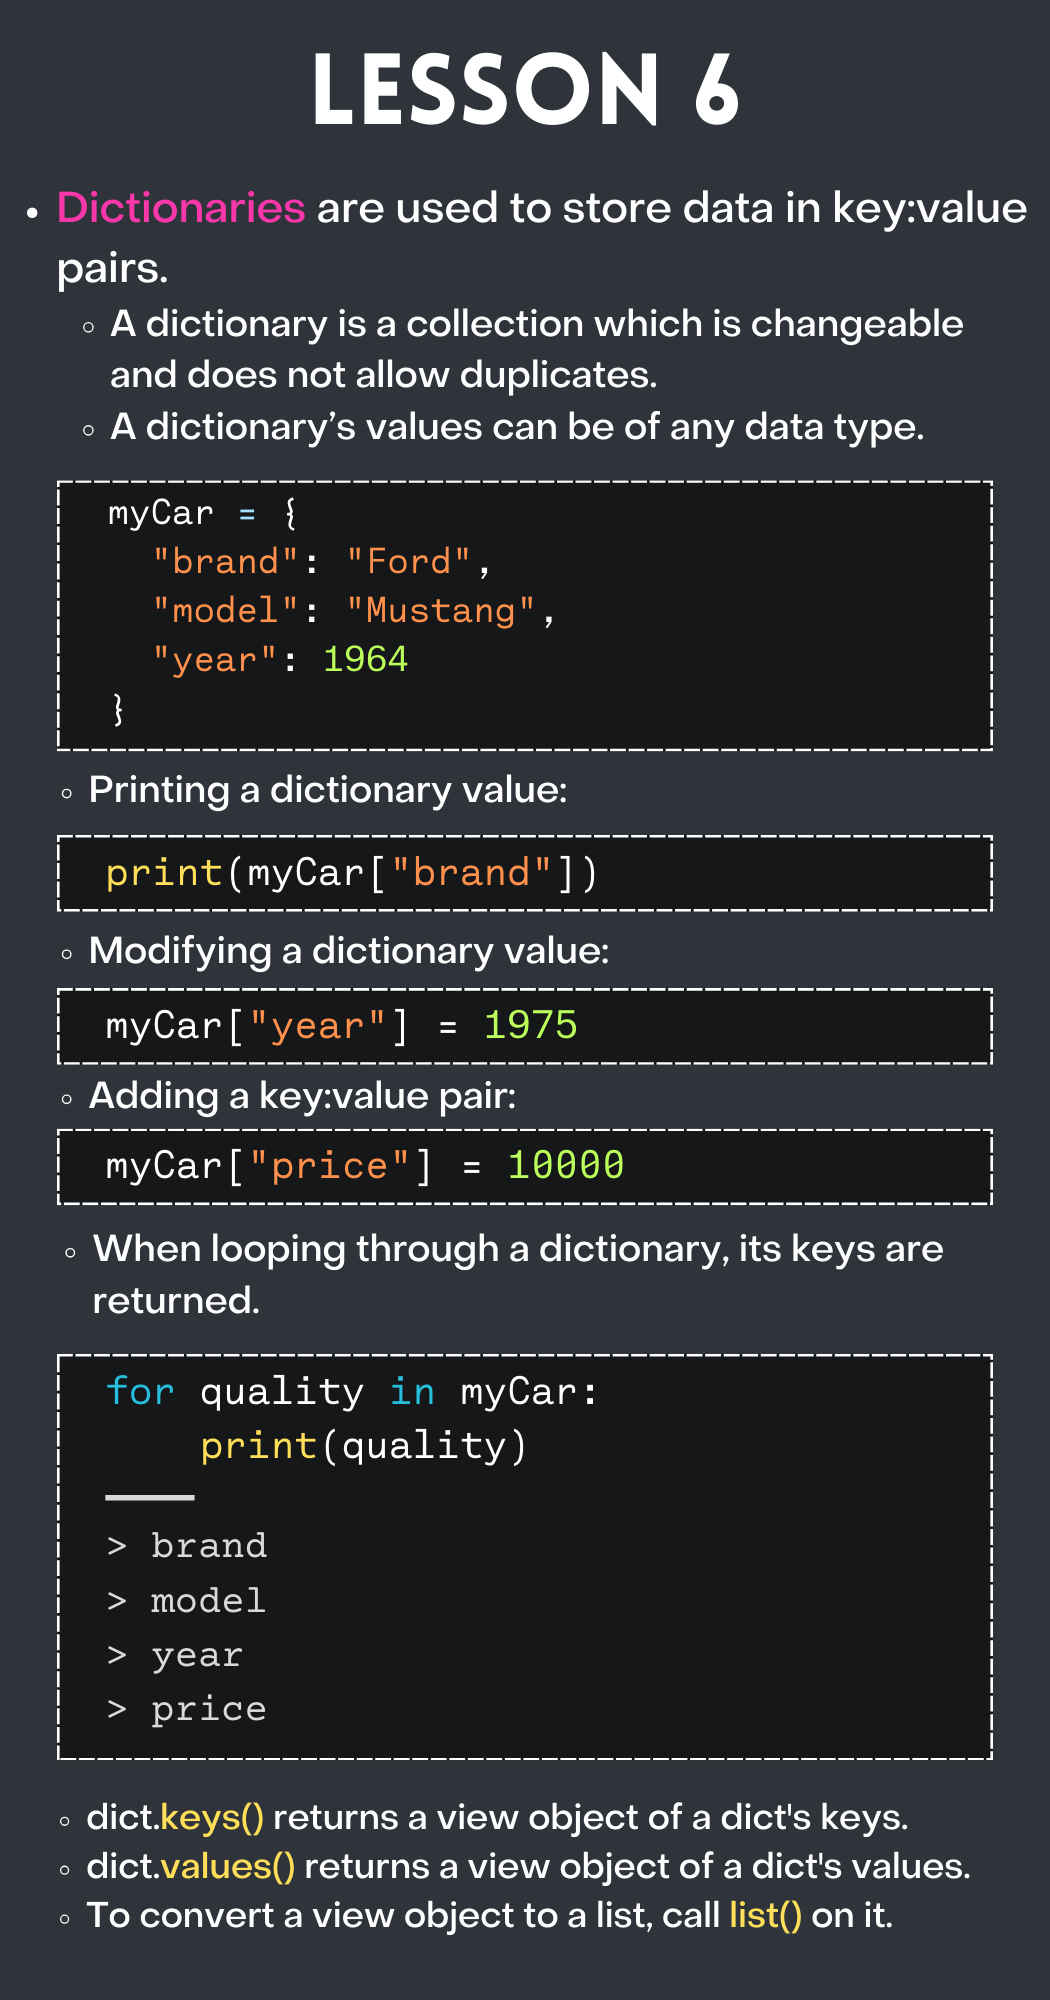 LESSON 6
• Dictionaries are used to store data in key:value
pairs.
◦ A dictionary is a collection which is changeable
and does not allow duplicates.
◦ A dictionary’s values can be of any data type.
myCar = {
  "brand": "Ford",
  "model": "Mustang",
  "year": 1964
}
◦ Printing a dictionary value:
print(myCar["brand"])
◦ Modifying a dictionary value:
myCar["year"] = 1975
◦ Adding a key:value pair:
myCar["price"] = 10000
◦ When looping through a dictionary, its keys are
returned.
for quality in myCar:
    print(quality)
> brand
> model
> year
> price
◦ dict.keys() returns a view object of a dict's keys.
◦ dict.values() returns a view object of a dict's values.
◦ To convert a view object to a list, call list() on it.